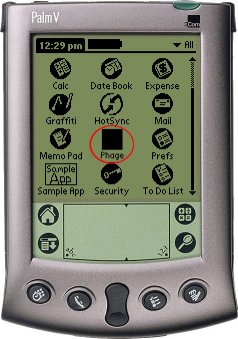 PalmV
3Com
12:29 pm
All
Calc
Date Book
Expense
Graffiti
HotSync
Mail
Memo Pad
Phage
Prefs
Sample
App
Sample App
Security
To Do List